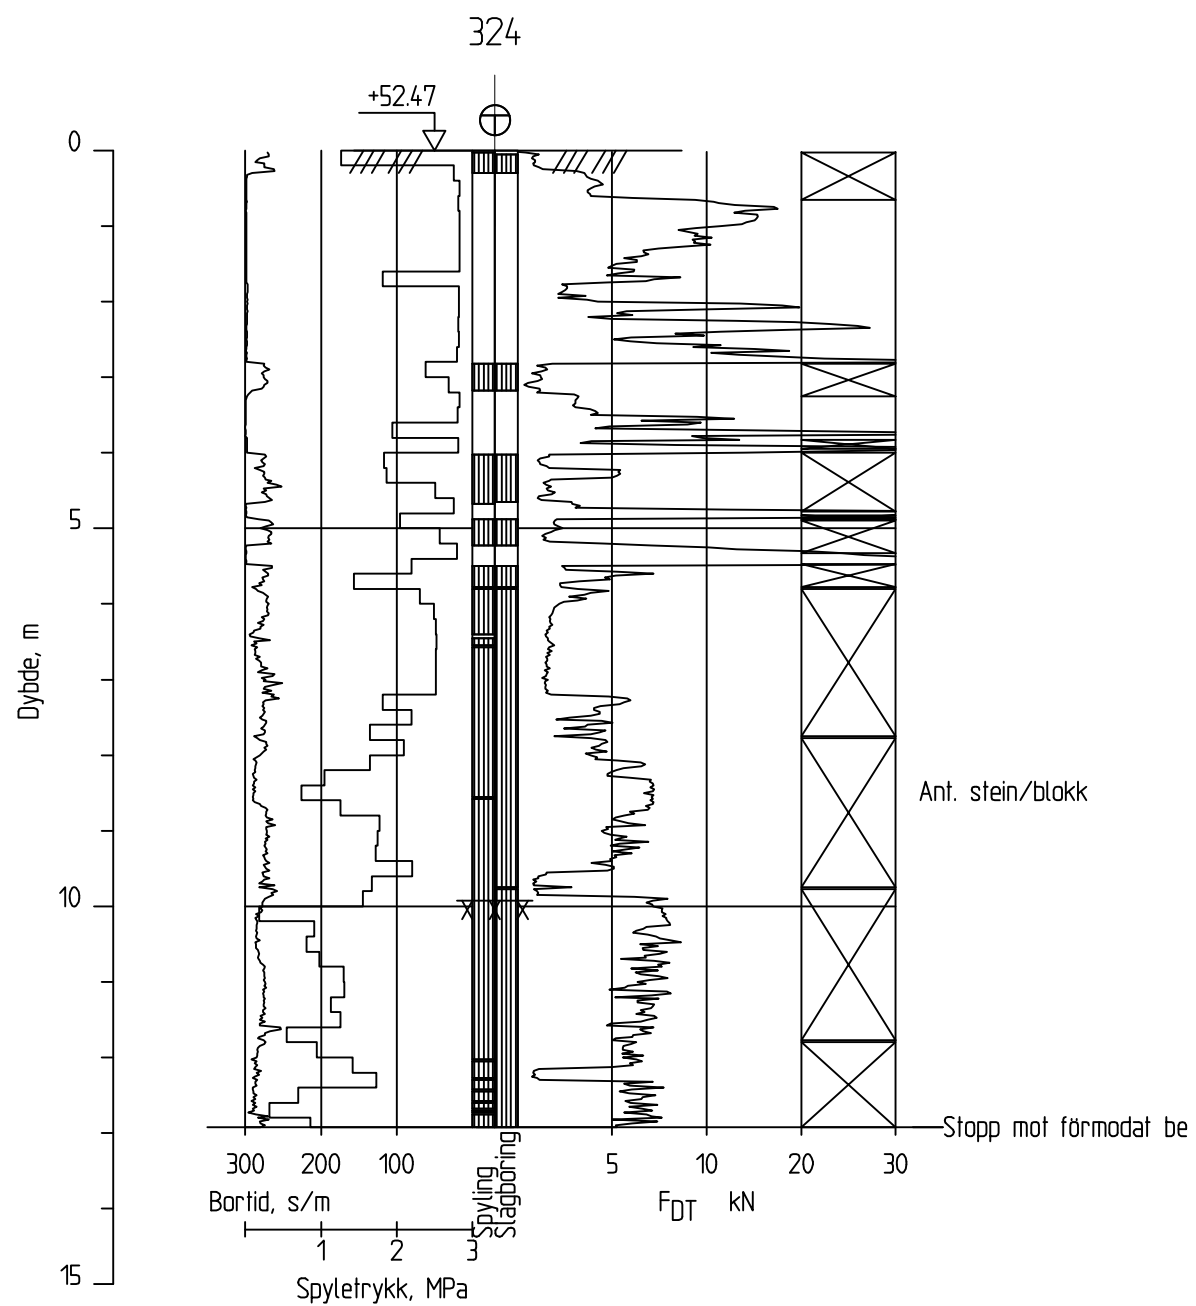 324
+52.47
0
5
10
15
Dybde, m
Ant. stein/blokk
Stopp mot förmodat be
300 200 100 5 10 20 30
Bortid, s/m
Spyling
Slagboring
FDT kN
1 2 3
Spyletrykk, MPa